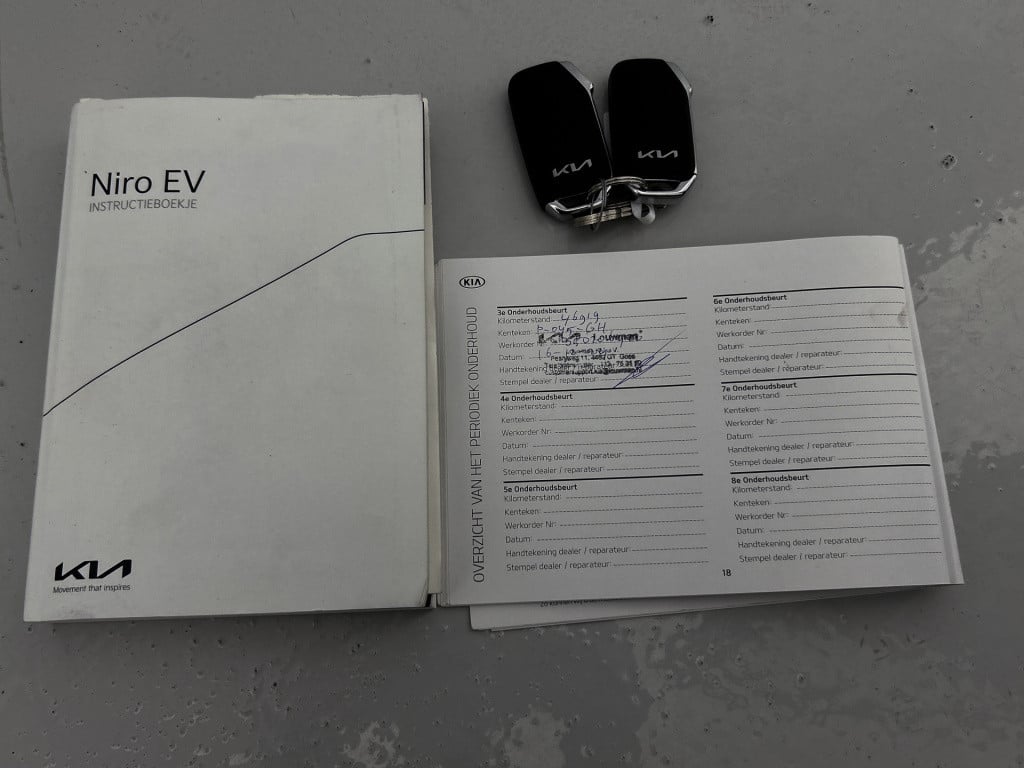 Niro EV
INSTRUCTIEBOEKJE
KIA
Movement that inspires
KIA
KIA
KIA
OVERZICHT VAN HET PERIODIEK ONDERHOUD
3e Onderhoudsbeurt
Kilometerstand: 46919
Kenteken:
Werkorder Nr:
Datum:
Handtekening
Stempel dealer / reparateur:
4e Onderhoudsbeurt
Kilometerstand:
Kenteken:
Werkorder Nr:
Datum:
Handtekening dealer / reparateur:
Stempel dealer / reparateur:
5e Onderhoudsbeurt
Kilometerstand:
Kenteken:
Werkorder Nr:
Datum:
Handtekening dealer / reparateur:
Stempel dealer / reparateur:
6e Onderhoudsbeurt
Kilometerstand:
Kenteken:
Werkorder Nr:
Datum:
Handtekening dealer / reparateur:
Stempel dealer / reparateur:
7e Onderhoudsbeurt
Kilometerstand:
Kenteken:
Werkorder Nr:
Datum:
Handtekening dealer / reparateur:
Stempel dealer / reparateur:
8e Onderhoudsbeurt
Kilometerstand:
Kenteken:
Werkorder Nr:
Datum:
Handtekening dealer / reparateur:
Stempel dealer / reparateur:
18